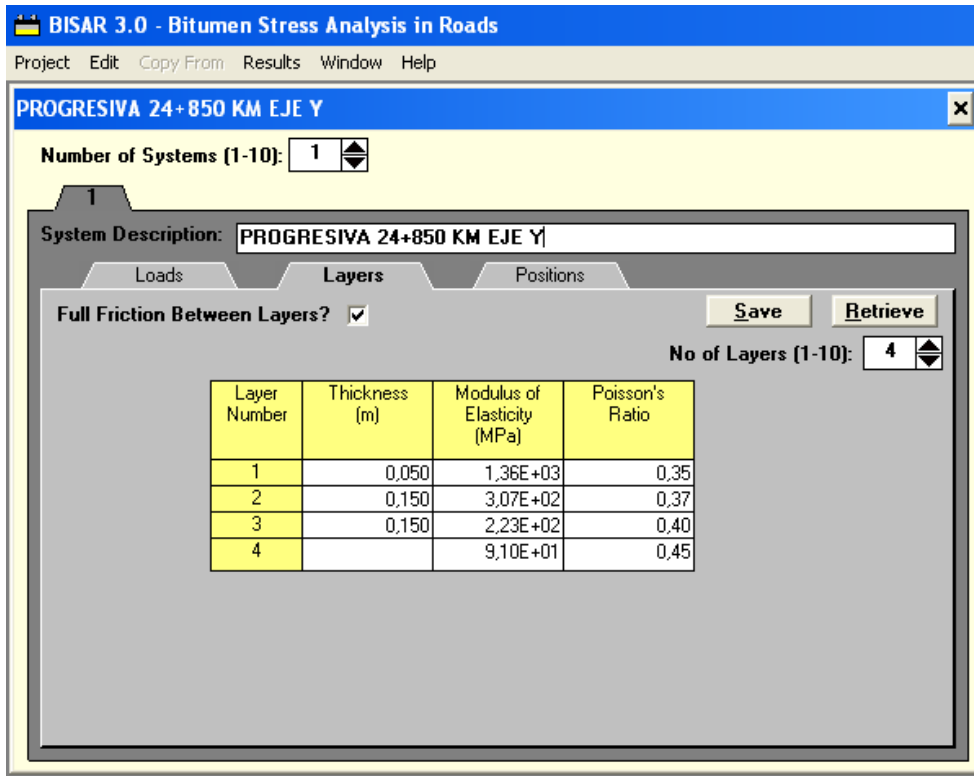 BISAR 3.0 - Bitumen Stress Analysis in Roads
Project Edit Copy From Results Window Help
PROGRESIVA 24+850 KM EJE Y
Number of Systems (1-10): 1
1
System Description: PROGRESIVA 24+850 KM EJE Y
Loads Layers Positions
Full Friction Between Layers? Save Retrieve
No of Layers (1-10): 4
Layer Number Thickness (m) Modulus of Elasticity (MPa) Poisson's Ratio
1 0,050 1,36E+03 0,35
2 0,150 3,07E+02 0,37
3 0,150 2,23E+02 0,40
4 9,10E+01 0,45